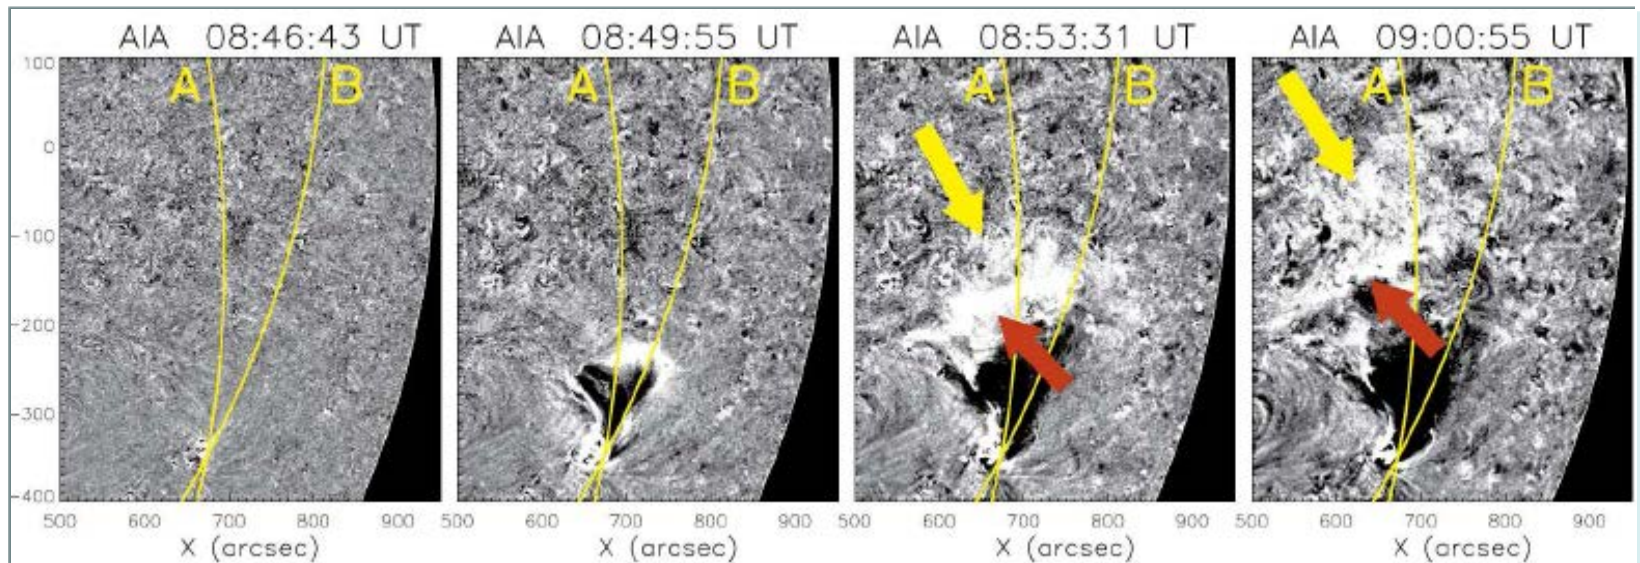 AIA 08:46:43 UT
AIA 08:49:55 UT
AIA 08:53:31 UT
AIA 09:00:55 UT
A B
A B
A B
A B
100
0
-100
-200
-300
-400
500 600 700 800 900
500 600 700 800 900
500 600 700 800 900
500 600 700 800 900
X (arcsec)
X (arcsec)
X (arcsec)
X (arcsec)